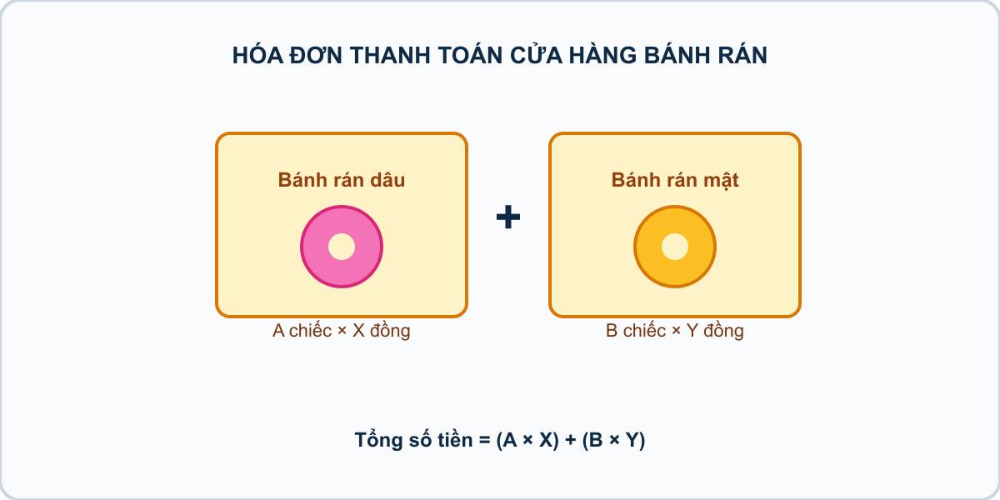 HÓA ĐƠN THANH TOÁN CỬA HÀNG BÁNH RÁN
Bánh rán dâu
+
Bánh rán mật
A chiếc × X đồng
B chiếc × Y đồng
Tổng số tiền = (A × X) + (B × Y)